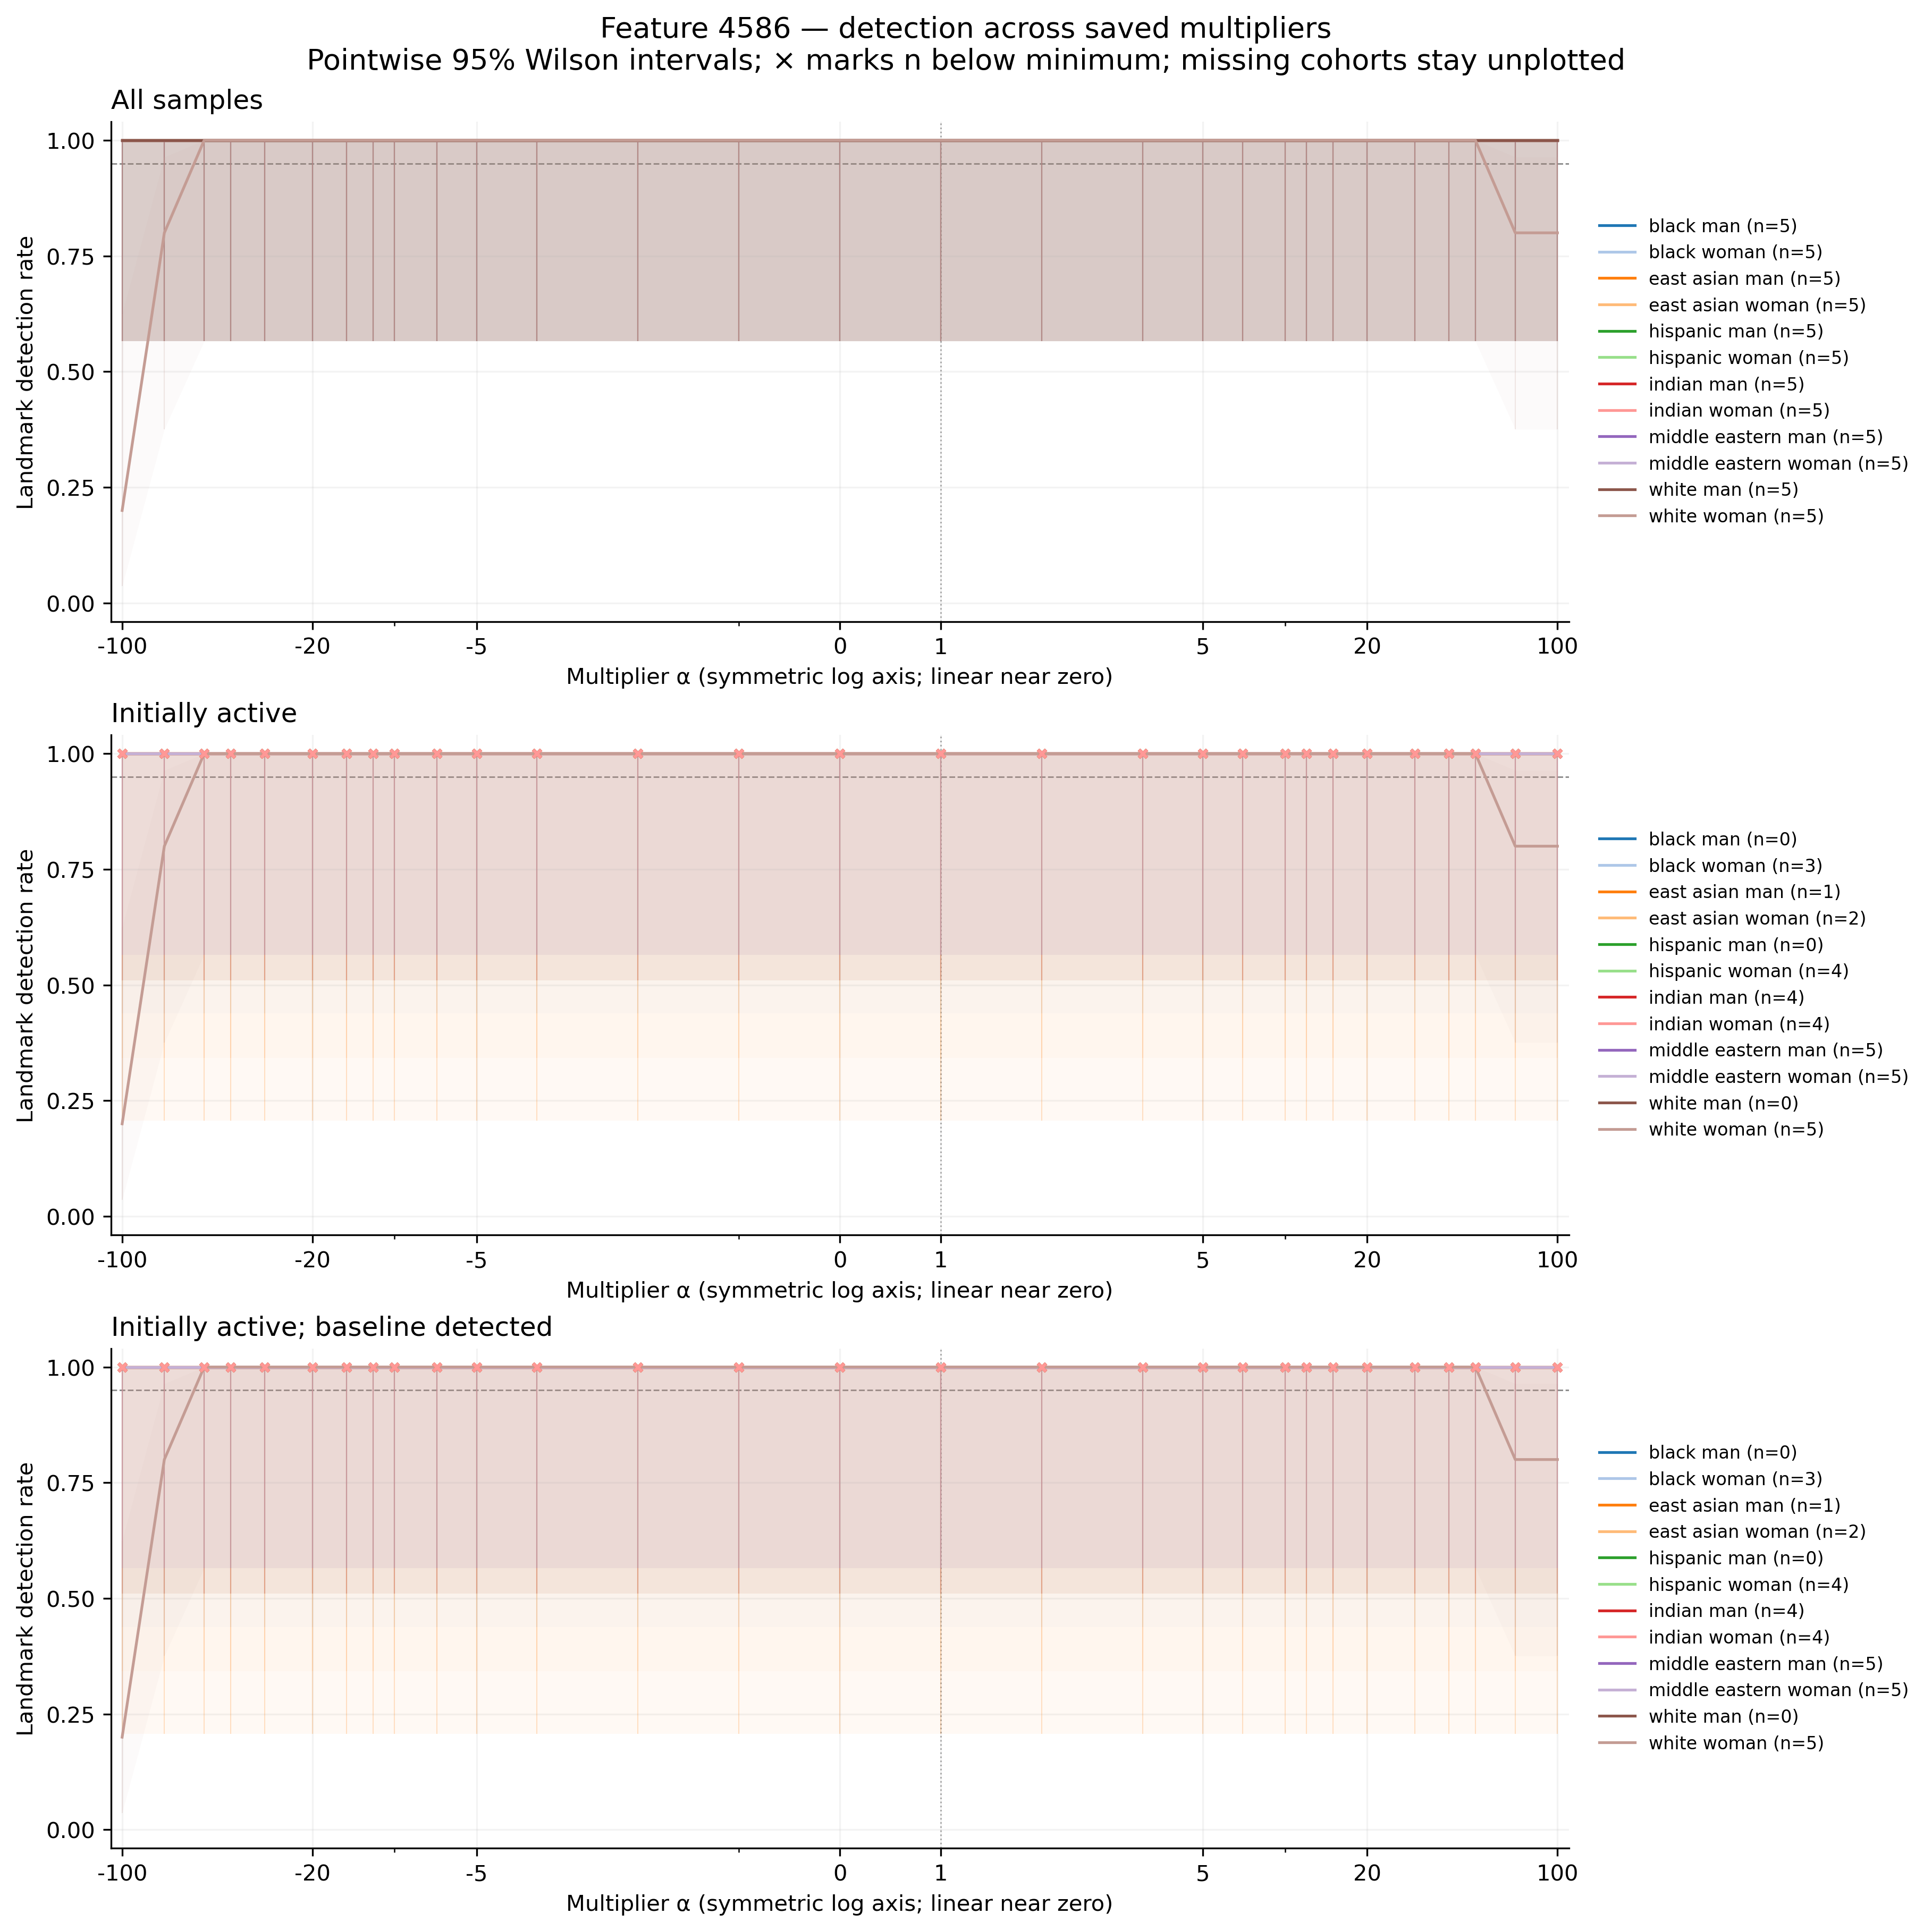 Feature 4586 — detection across saved multipliers
Pointwise 95% Wilson intervals; × marks n below minimum; missing cohorts stay unplotted
All samples
Landmark detection rate
1.00
0.75
0.50
0.25
0.00
-100 -20 -5 0 1 5 20 100
Multiplier α (symmetric log axis; linear near zero)
black man (n=5)
black woman (n=5)
east asian man (n=5)
east asian woman (n=5)
hispanic man (n=5)
hispanic woman (n=5)
indian man (n=5)
indian woman (n=5)
middle eastern man (n=5)
middle eastern woman (n=5)
white man (n=5)
white woman (n=5)
Initially active
Landmark detection rate
1.00
0.75
0.50
0.25
0.00
-100 -20 -5 0 1 5 20 100
Multiplier α (symmetric log axis; linear near zero)
black man (n=0)
black woman (n=3)
east asian man (n=1)
east asian woman (n=2)
hispanic man (n=0)
hispanic woman (n=4)
indian man (n=4)
indian woman (n=4)
middle eastern man (n=5)
middle eastern woman (n=5)
white man (n=0)
white woman (n=5)
Initially active; baseline detected
Landmark detection rate
1.00
0.75
0.50
0.25
0.00
-100 -20 -5 0 1 5 20 100
Multiplier α (symmetric log axis; linear near zero)
black man (n=0)
black woman (n=3)
east asian man (n=1)
east asian woman (n=2)
hispanic man (n=0)
hispanic woman (n=4)
indian man (n=4)
indian woman (n=4)
middle eastern man (n=5)
middle eastern woman (n=5)
white man (n=0)
white woman (n=5)